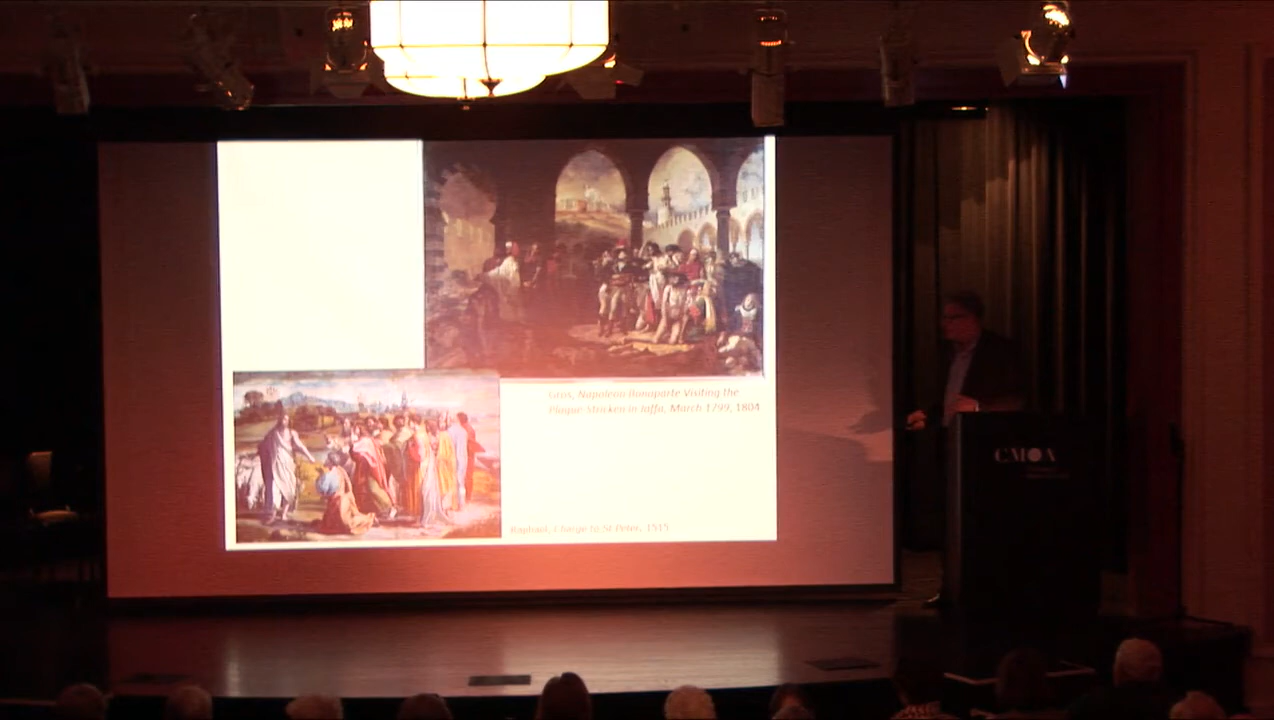 Gros, Napoleon Bonaparte Visiting the
Plague-Stricken in Jaffa, March 1799, 1804
Raphael, Charge to St Peter, 1515
CMOA